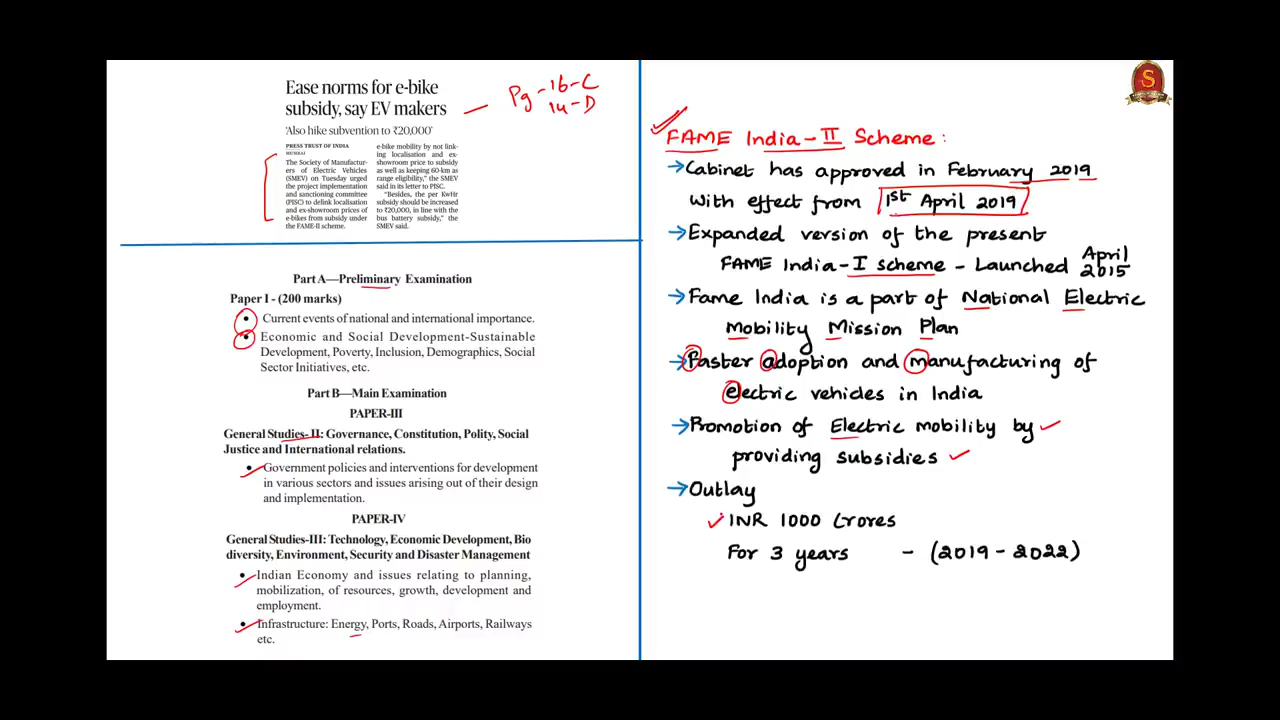 Ease norms for e-bike
subsidy, say EV makers
'Also hike subvention to ₹20,000'
PRESS TRUST OF INDIA
MUMBAI
The Society of Manufactur-
ers of Electric Vehicles
(SMEV) on Tuesday urged
the project implementation
and sanctioning committee
(PISC) to delink localisation
and ex-showroom prices of
e-bikes from subsidy under
the FAME-II scheme.
e-bike mobility by not link-
ing localisation and ex-
showroom price to subsidy
as well as keeping 60-km as
range eligibility," the SMEV
said in its letter to PISC.
"Besides, the per KwHr
subsidy should be increased
to ₹20,000, in line with the
bus battery subsidy," the
SMEV said.
Pg - 16 - C
14 - D
Part A—Preliminary Examination
Paper I - (200 marks)
• Current events of national and international importance.
• Economic and Social Development-Sustainable
Development, Poverty, Inclusion, Demographics, Social
Sector Initiatives, etc.
Part B—Main Examination
PAPER-III
General Studies- II: Governance, Constitution, Polity, Social
Justice and International relations.
• Government policies and interventions for development
in various sectors and issues arising out of their design
and implementation.
PAPER-IV
General Studies-III: Technology, Economic Development, Bio
diversity, Environment, Security and Disaster Management
• Indian Economy and issues relating to planning,
mobilization, of resources, growth, development and
employment.
• Infrastructure: Energy, Ports, Roads, Airports, Railways
etc.
S
FAME India - II Scheme :
→ Cabinet has approved in February 2019
with effect from 1st April 2019
→ Expanded version of the present
FAME India - I scheme - Launched April 2015
→ Fame India is a part of National Electric
Mobility Mission Plan
→ Faster adoption and manufacturing of
electric vehicles in India
→ Promotion of Electric mobility by
providing subsidies
→ Outlay
INR 1000 Crores
For 3 years - (2019 - 2022)